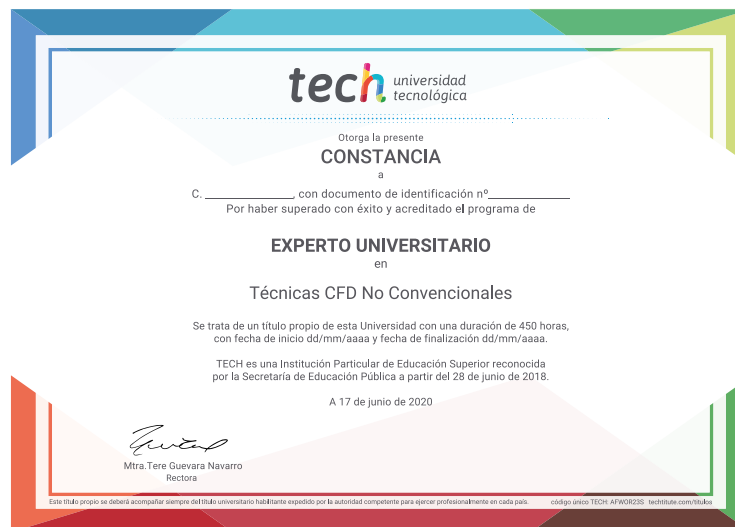 tech universidad
tecnológica
Otorga la presente
CONSTANCIA
a
C. ______________, con documento de identificación nº______________
Por haber superado con éxito y acreditado el programa de
EXPERTO UNIVERSITARIO
en
Técnicas CFD No Convencionales
Se trata de un título propio de esta Universidad con una duración de 450 horas,
con fecha de inicio dd/mm/aaaa y fecha de finalización dd/mm/aaaa.
TECH es una Institución Particular de Educación Superior reconocida
por la Secretaría de Educación Pública a partir del 28 de junio de 2018.
A 17 de junio de 2020
Mtra.Tere Guevara Navarro
Rectora
Este título propio se deberá acompañar siempre del título universitario habilitante expedido por la autoridad competente para ejercer profesionalmente en cada país. código único TECH: AFWOR23S techtitute.com/titulos